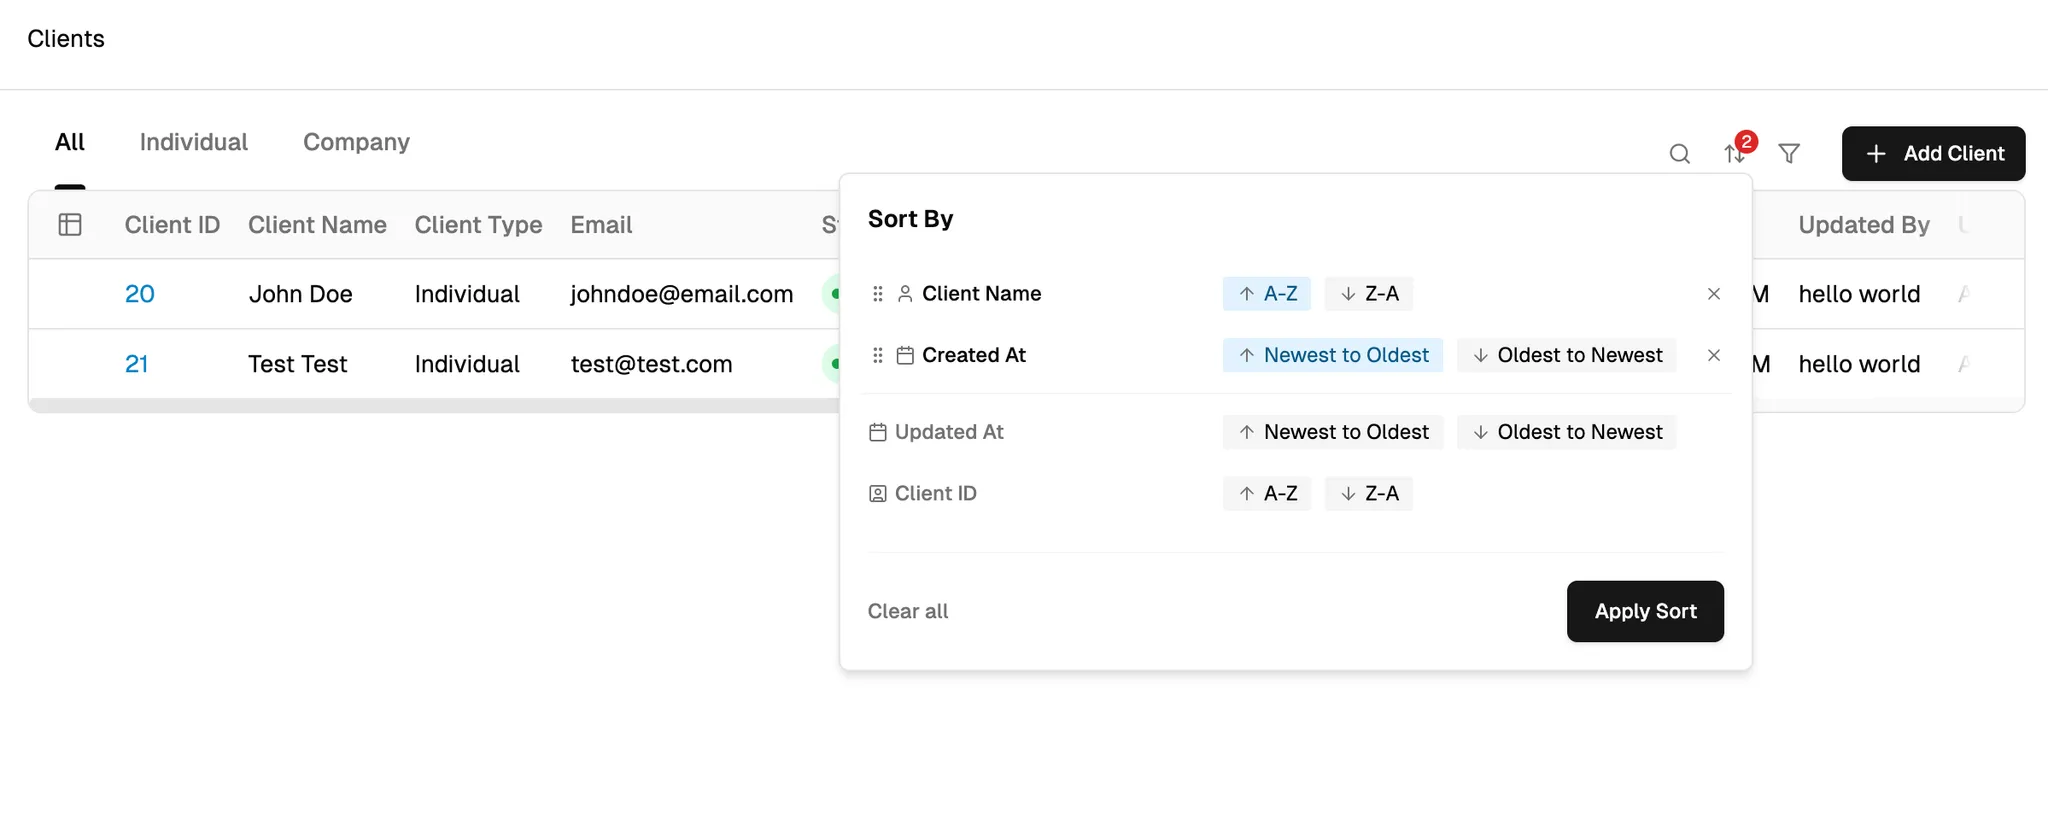 Clients
All Individual Company
2
Add Client
Client ID Client Name Client Type Email Updated By
20 John Doe Individual johndoe@email.com M hello world
21 Test Test Individual test@test.com M hello world
Sort By
Client Name A-Z Z-A
Created At Newest to Oldest Oldest to Newest
Updated At Newest to Oldest Oldest to Newest
Client ID A-Z Z-A
Clear all Apply Sort